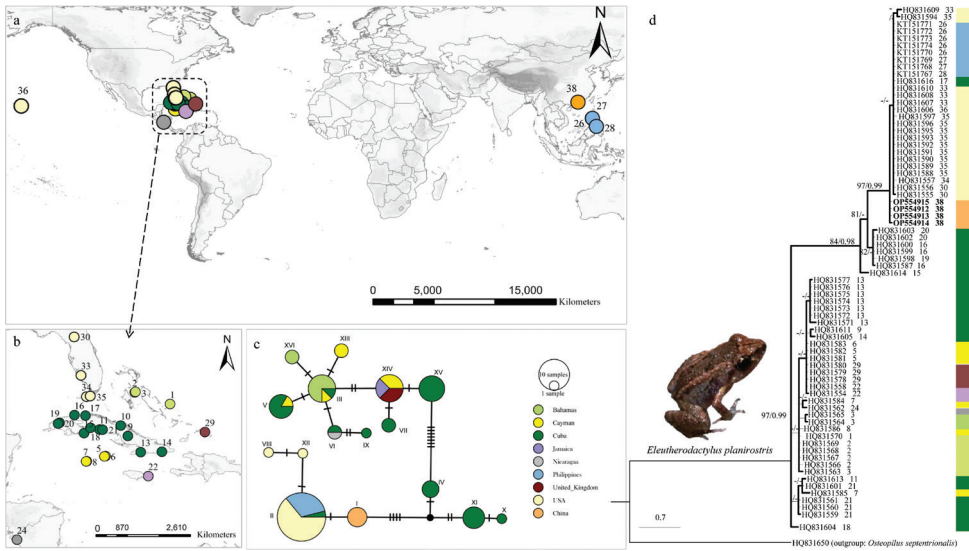 a
N
36
38
27
26
28
0
5,000
15,000
Kilometers
b
N
30
33
34
35
2
3
1
16
17
19
20
10
11
21
9
18
29
13
14
5
6
7
8
22
24
0
870
2,610
Kilometers
c
XVI
XIII
XIV
XV
V
III
VI
IX
VII
VIII
XII
IV
II
I
XI
X
10 samples
1 sample
Bahamas
Cayman
Cuba
Jamaica
Nicaragua
Philippines
United_Kingdom
USA
China
d
HQ831609 33
HQ831594 35
KT151771 26
KT151772 26
KT151773 26
KT151774 26
KT151770 26
KT151769 27
KT151768 27
KT151767 28
HQ831616 17
HQ831610 33
HQ831608 33
HQ831607 33
HQ831606 36
HQ831597 35
HQ831596 35
HQ831595 35
HQ831593 35
HQ831592 35
HQ831591 35
HQ831590 35
HQ831589 35
HQ831588 35
HQ831557 34
HQ831556 30
HQ831555 30
OP554915 38
OP554912 38
OP554913 38
OP554914 38
HQ831603 20
HQ831602 20
HQ831600 16
HQ831599 16
HQ831598 19
HQ831587 16
HQ831614 15
HQ831577 13
HQ831576 13
HQ831575 13
HQ831574 13
HQ831573 13
HQ831572 13
HQ831571 13
HQ831611 9
HQ831605 14
HQ831583 6
HQ831582 5
HQ831581 5
HQ831580 29
HQ831579 29
HQ831578 29
HQ831558 22
HQ831554 22
HQ831584 7
HQ831562 24
HQ831565 3
HQ831564 3
HQ831586 8
HQ831570 1
HQ831569 2
HQ831568 2
HQ831567 2
HQ831566 2
HQ831563 3
HQ831613 11
HQ831601 21
HQ831585 7
HQ831561 21
HQ831560 21
HQ831559 21
HQ831604 18
HQ831650 (outgroup: Osteopilus septentrionalis)
-/-
97/0.99
81/-
84/0.98
82/-
97/0.99
Eleutherodactylus planirostris
0.7